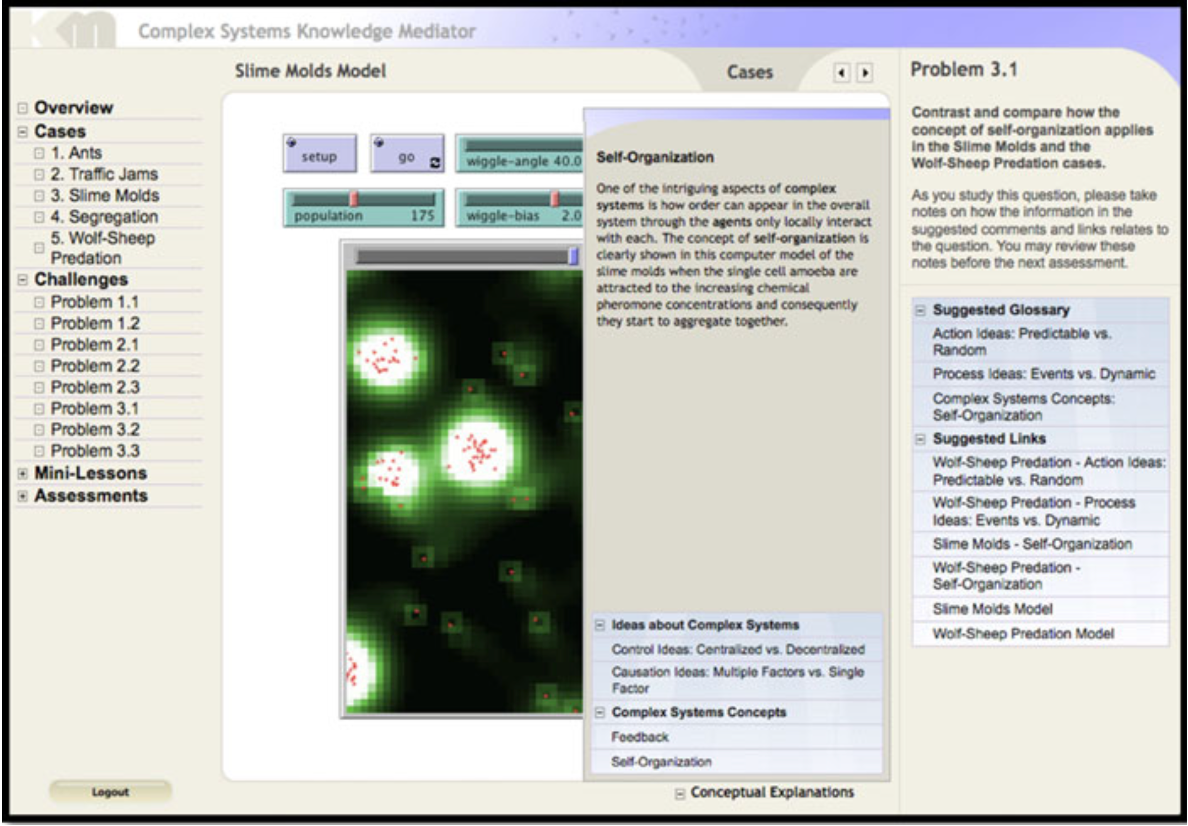 km Complex Systems Knowledge Mediator
Overview
Cases
1. Ants
2. Traffic Jams
3. Slime Molds
4. Segregation
5. Wolf-Sheep
Predation
Challenges
Problem 1.1
Problem 1.2
Problem 2.1
Problem 2.2
Problem 2.3
Problem 3.1
Problem 3.2
Problem 3.3
Mini-Lessons
Assessments
Logout
Slime Molds Model
Cases
setup
go
wiggle-angle 40.0
population 175
wiggle-bias 2.0
Self-Organization
One of the intriguing aspects of complex
systems is how order can appear in the overall
system through the agents only locally interact
with each. The concept of self-organization is
clearly shown in this computer model of the
slime molds when the single cell amoeba are
attracted to the increasing chemical
pheromone concentrations and consequently
they start to aggregate together.
Ideas about Complex Systems
Control Ideas: Centralized vs. Decentralized
Causation Ideas: Multiple Factors vs. Single
Factor
Complex Systems Concepts
Feedback
Self-Organization
Conceptual Explanations
Problem 3.1
Contrast and compare how the
concept of self-organization applies
in the Slime Molds and the
Wolf-Sheep Predation cases.
As you study this question, please take
notes on how the information in the
suggested comments and links relates to
the question. You may review these
notes before the next assessment.
Suggested Glossary
Action Ideas: Predictable vs.
Random
Process Ideas: Events vs. Dynamic
Complex Systems Concepts:
Self-Organization
Suggested Links
Wolf-Sheep Predation - Action Ideas:
Predictable vs. Random
Wolf-Sheep Predation - Process
Ideas: Events vs. Dynamic
Slime Molds - Self-Organization
Wolf-Sheep Predation -
Self-Organization
Slime Molds Model
Wolf-Sheep Predation Model